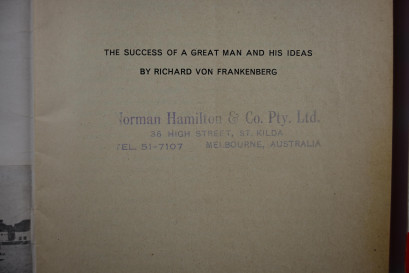 THE SUCCESS OF A GREAT MAN AND HIS IDEAS
BY RICHARD VON FRANKENBERG
Norman Hamilton & Co. Pty. Ltd.
36 HIGH STREET, ST. KILDA
TEL. 51-7107 MELBOURNE, AUSTRALIA